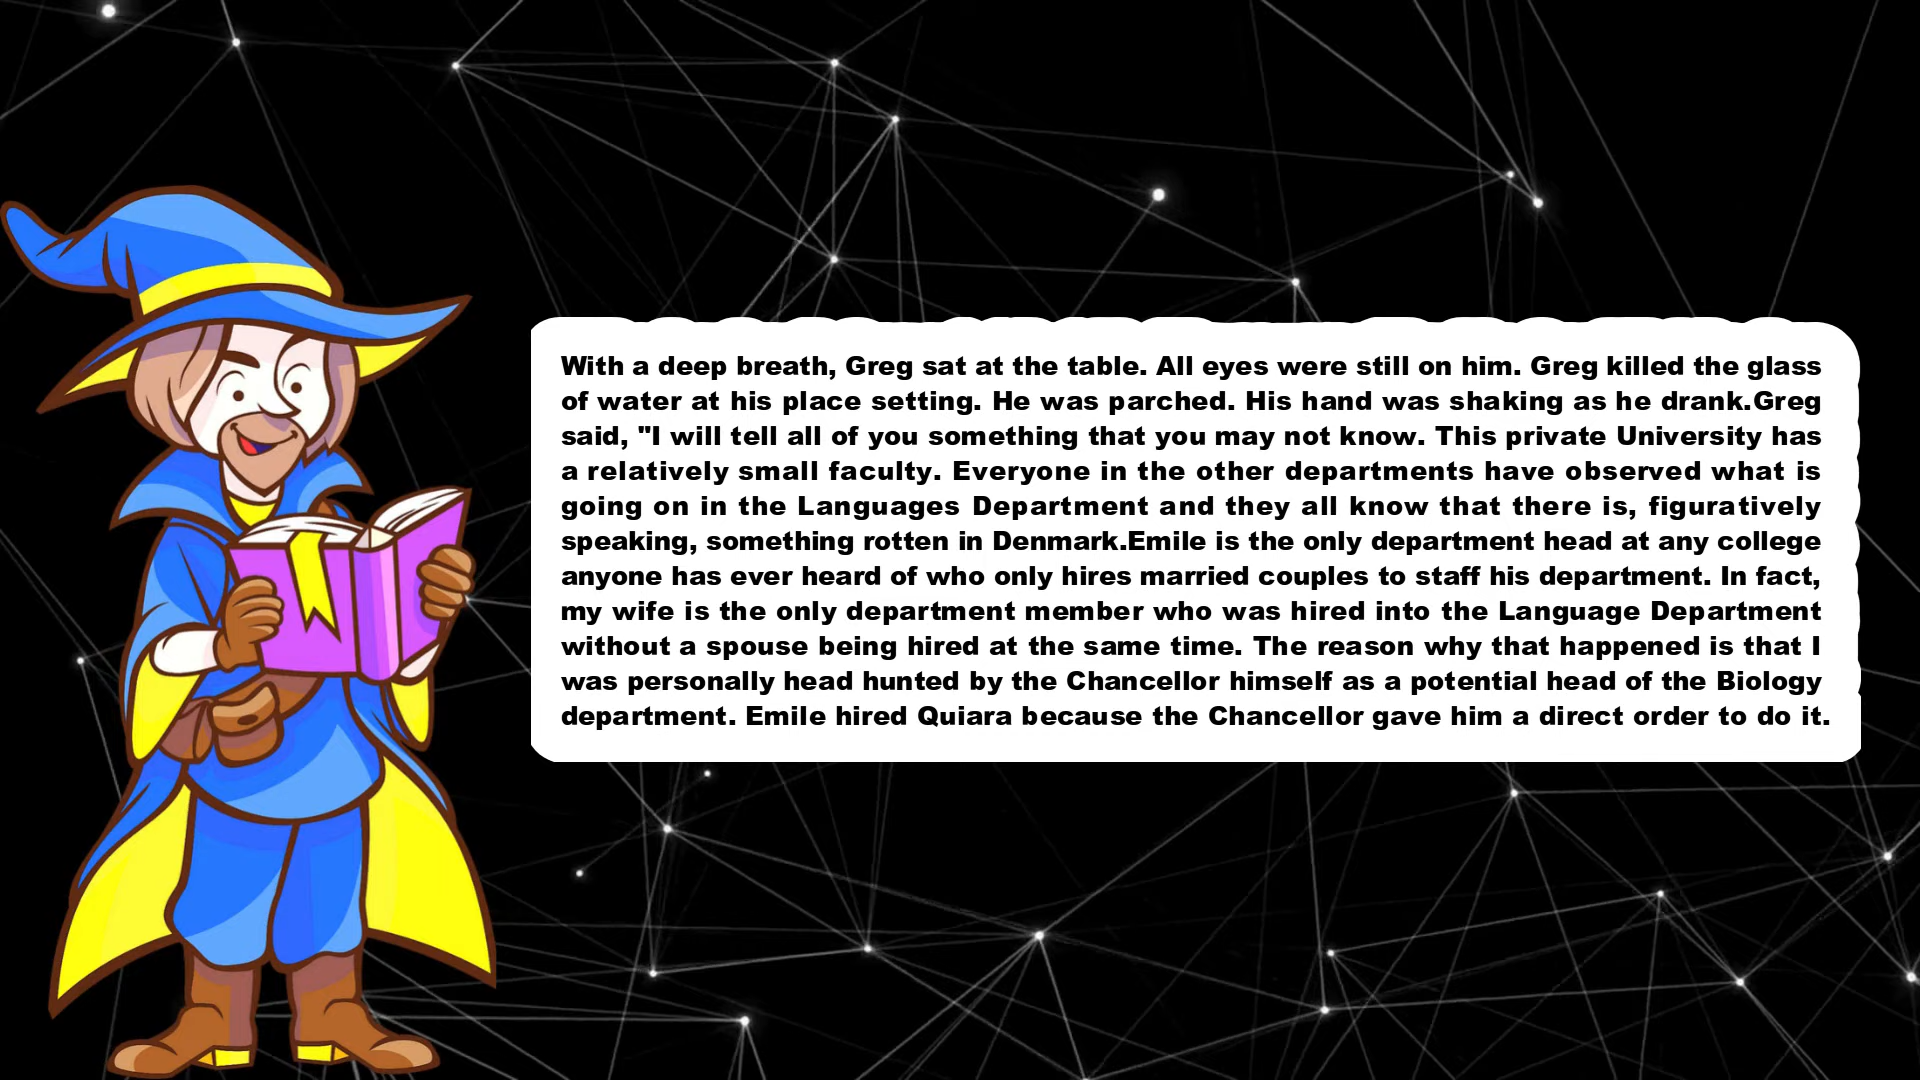 With a deep breath, Greg sat at the table. All eyes were still on him. Greg killed the glass
of water at his place setting. He was parched. His hand was shaking as he drank.Greg
said, "I will tell all of you something that you may not know. This private University has
a relatively small faculty. Everyone in the other departments have observed what is
going on in the Languages Department and they all know that there is, figuratively
speaking, something rotten in Denmark.Emile is the only department head at any college
anyone has ever heard of who only hires married couples to staff his department. In fact,
my wife is the only department member who was hired into the Language Department
without a spouse being hired at the same time. The reason why that happened is that I
was personally head hunted by the Chancellor himself as a potential head of the Biology
department. Emile hired Quiara because the Chancellor gave him a direct order to do it.